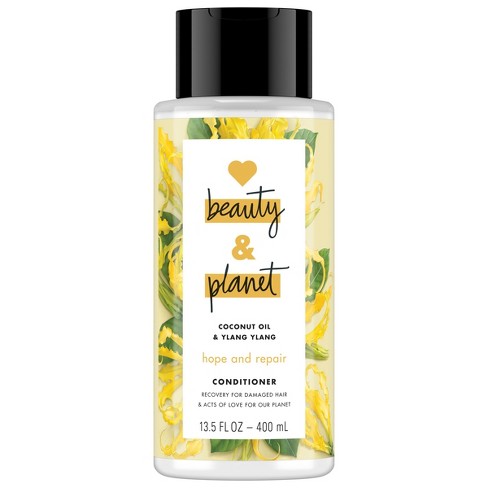 beauty
&
planet
COCONUT OIL
& YLANG YLANG
hope and repair
CONDITIONER
RECOVERY FOR DAMAGED HAIR
& ACTS OF LOVE FOR OUR PLANET
13.5 FL OZ – 400 mL